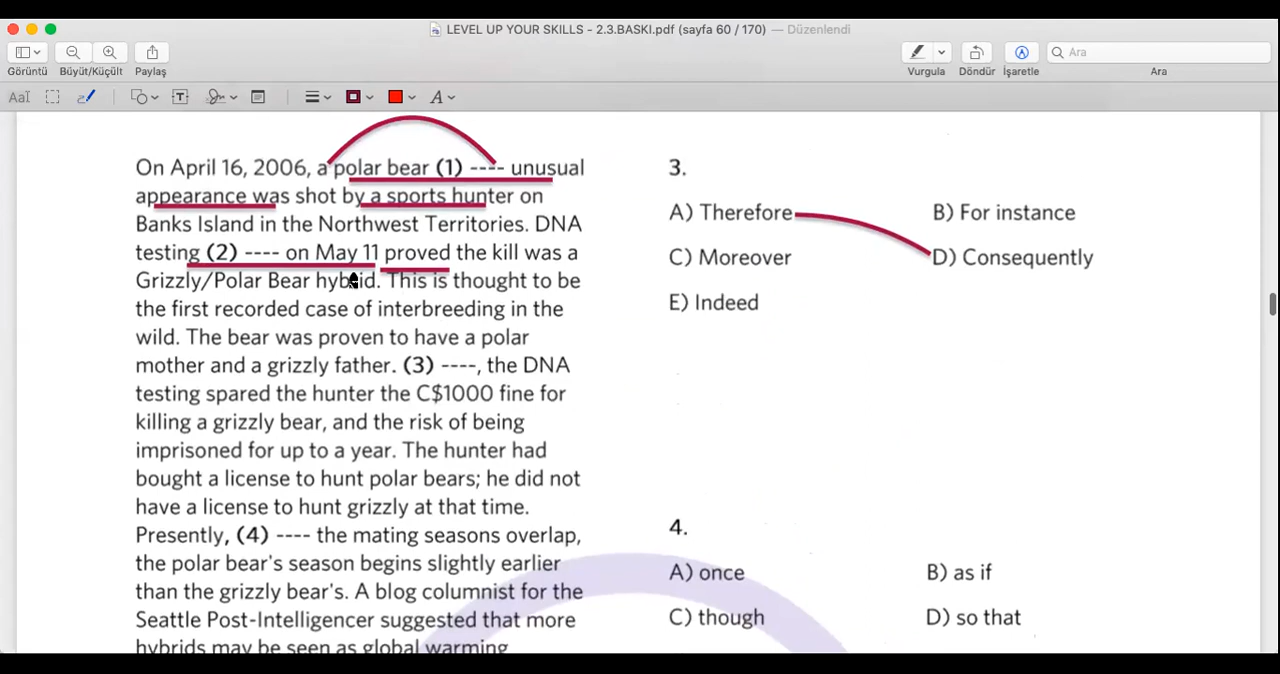 LEVEL UP YOUR SKILLS - 2.3.BASKI.pdf (sayfa 60 / 170) — Düzenlendi
Görüntü Büyüt/Küçült Paylaş Vurgula Döndür İşaretle Ara
Ara
On April 16, 2006, a polar bear (1) ---- unusual
appearance was shot by a sports hunter on
Banks Island in the Northwest Territories. DNA
testing (2) ---- on May 11 proved the kill was a
Grizzly/Polar Bear hybrid. This is thought to be
the first recorded case of interbreeding in the
wild. The bear was proven to have a polar
mother and a grizzly father. (3) ----, the DNA
testing spared the hunter the C$1000 fine for
killing a grizzly bear, and the risk of being
imprisoned for up to a year. The hunter had
bought a license to hunt polar bears; he did not
have a license to hunt grizzly at that time.
Presently, (4) ---- the mating seasons overlap,
the polar bear's season begins slightly earlier
than the grizzly bear's. A blog columnist for the
Seattle Post-Intelligencer suggested that more
hybrids may be seen as global warming
3.
A) Therefore B) For instance
C) Moreover D) Consequently
E) Indeed
4.
A) once B) as if
C) though D) so that